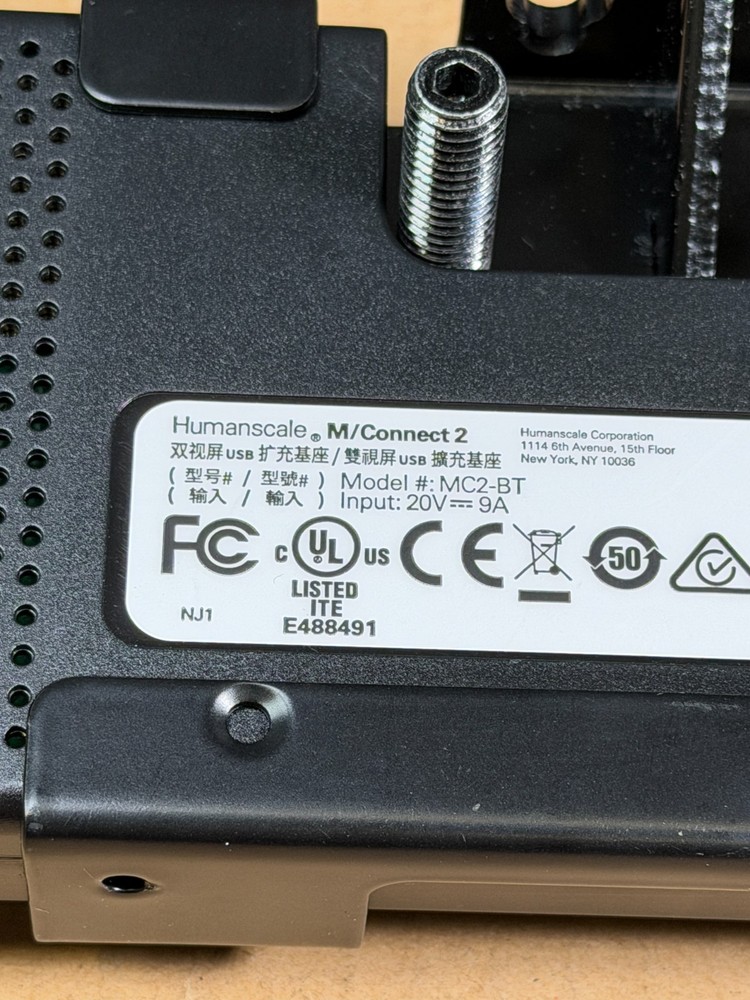 Humanscale® M/Connect 2
双视屏USB 扩充基座/雙視屏USB 擴充基座
( 型号# / 型號# ) Model #: MC2-BT
( 输入 / 輸入 ) Input: 20V⎓ 9A
Humanscale Corporation
1114 6th Avenue, 15th Floor
New York, NY 10036
FC C UL US CE 50
LISTED
ITE
E488491
NJ1